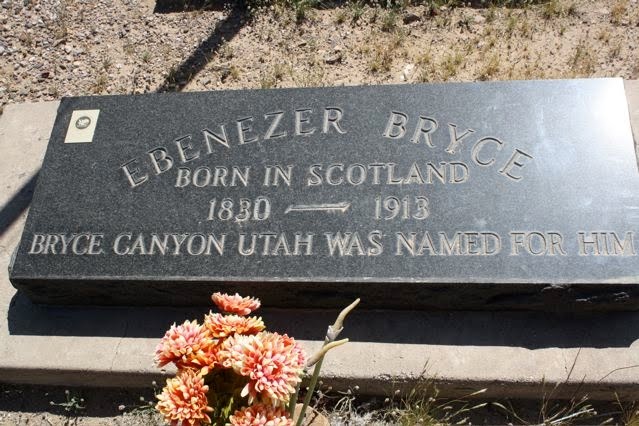 EBENEZER BRYCE
BORN IN SCOTLAND
1830 — 1913
BRYCE CANYON UTAH WAS NAMED FOR HIM